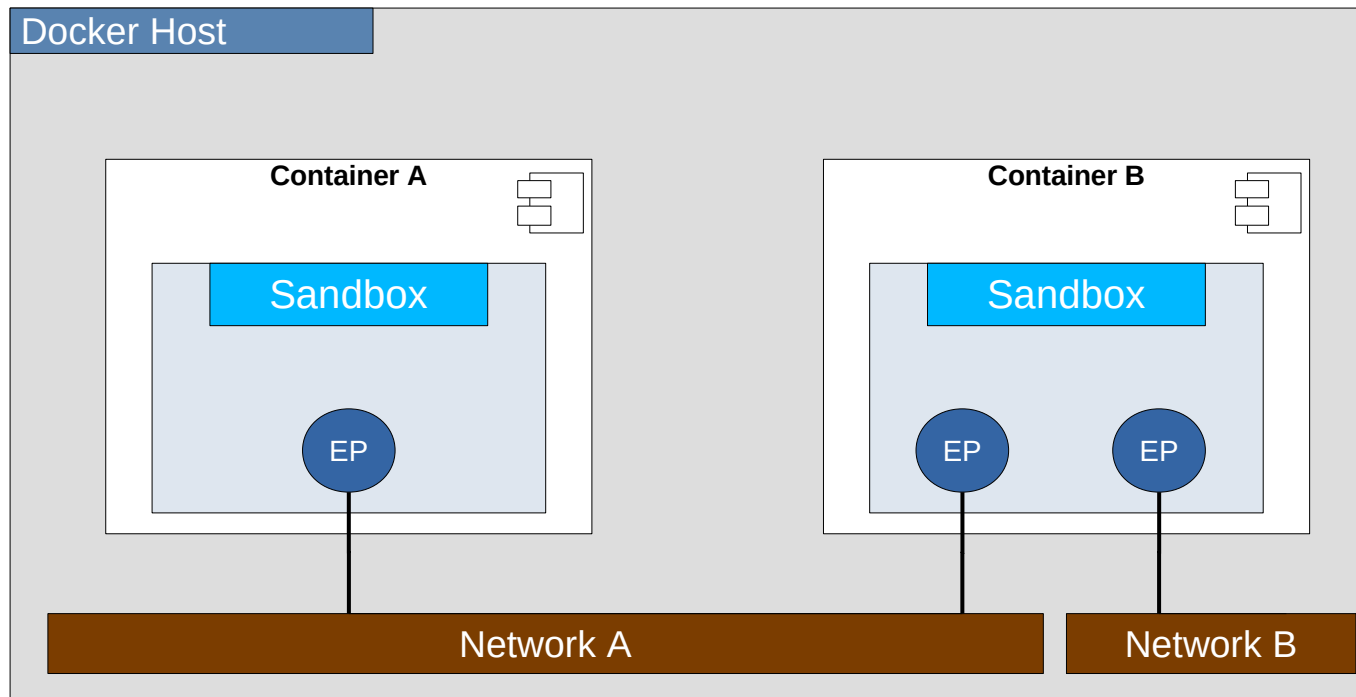 Docker Host
Container A
Container B
Sandbox
Sandbox
EP
EP
EP
Network A
Network B